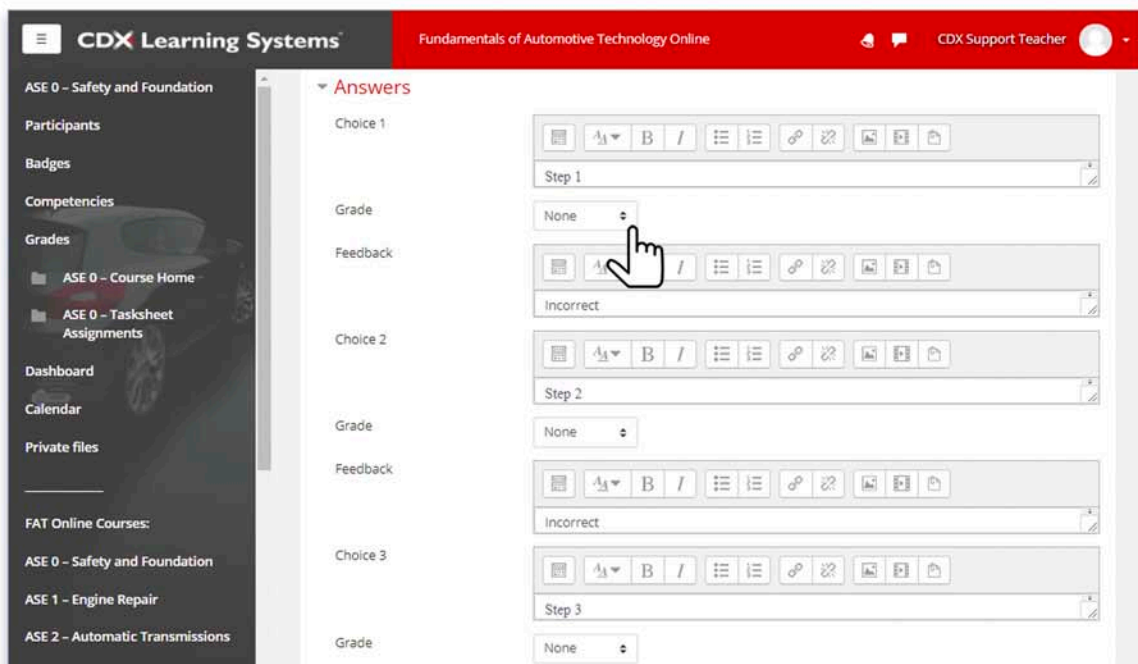 CDX Learning Systems
Fundamentals of Automotive Technology Online
CDX Support Teacher
ASE 0 – Safety and Foundation
Participants
Badges
Competencies
Grades
ASE 0 – Course Home
ASE 0 – Tasksheet
Assignments
Dashboard
Calendar
Private files
FAT Online Courses:
ASE 0 – Safety and Foundation
ASE 1 – Engine Repair
ASE 2 – Automatic Transmissions
Answers
Choice 1
B I
Step 1
Grade
None
Feedback
I
Incorrect
Choice 2
B I
Step 2
Grade
None
Feedback
B I
Incorrect
Choice 3
B I
Step 3
Grade
None